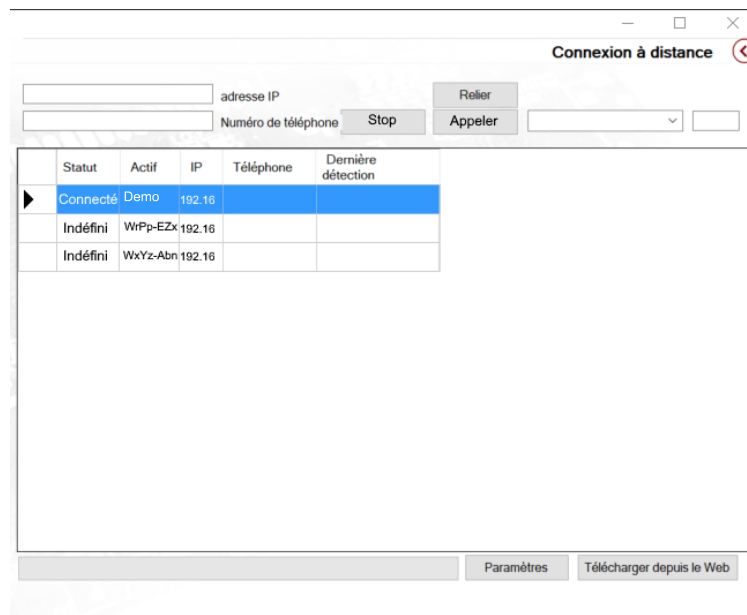 Connexion à distance
adresse IP Relier
Numéro de téléphone Stop Appeler
Statut Actif IP Téléphone Dernière
détection
Connecté Demo 192.16
Indéfini WrPp-EZx 192.16
Indéfini WxYz-Abn 192.16
Paramètres Télécharger depuis le Web